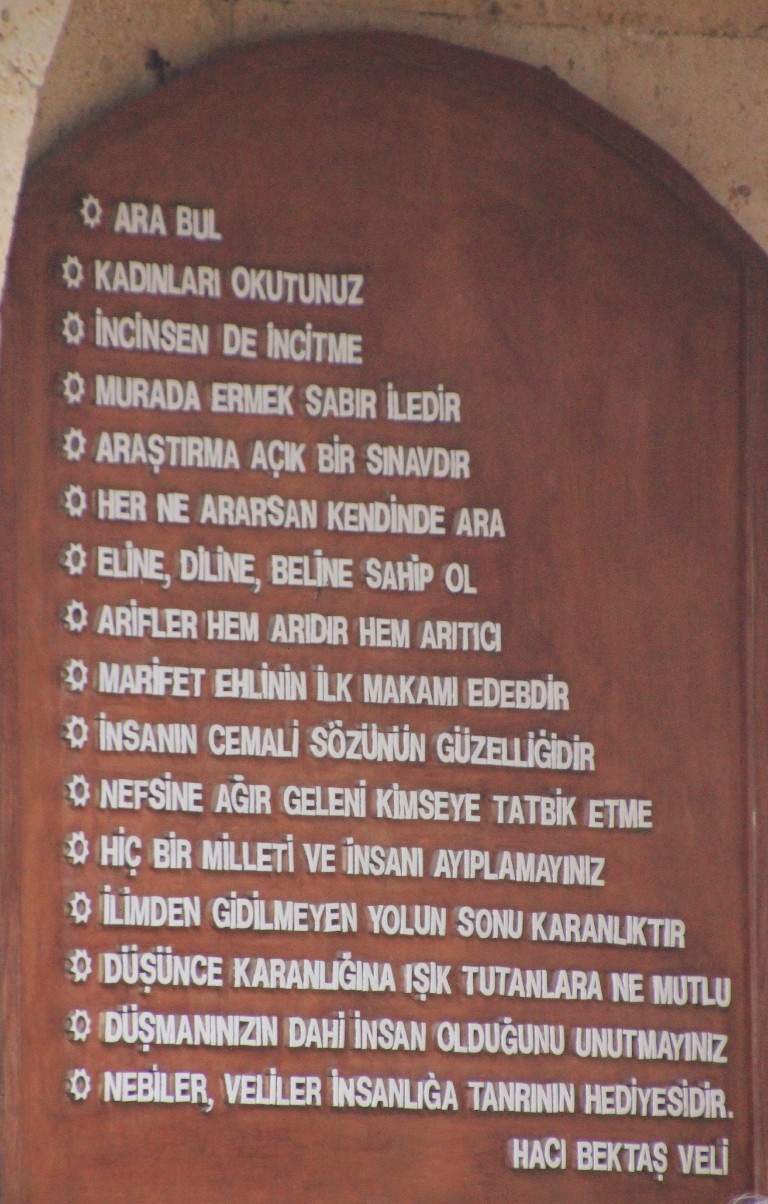 ARA BUL
KADINLARI OKUTUNUZ
İNCİNSEN DE İNCİTME
MURADA ERMEK SABIR İLEDİR
ARAŞTIRMA AÇIK BİR SINAVDIR
HER NE ARARSAN KENDİNDE ARA
ELİNE, DİLİNE, BELİNE SAHİP OL
ARİFLER HEM ARIDIR HEM ARITICI
MARİFET EHLİNİN İLK MAKAMI EDEBDİR
İNSANIN CEMALİ SÖZÜNÜN GÜZELLİĞİDİR
NEFSİNE AĞIR GELENİ KİMSEYE TATBİK ETME
HİÇ BİR MİLLETİ VE İNSANI AYIPLAMAYINIZ
İLİMDEN GİDİLMEYEN YOLUN SONU KARANLIKTIR
DÜŞÜNCE KARANLIĞINA IŞIK TUTANLARA NE MUTLU
DÜŞMANINIZIN DAHİ İNSAN OLDUĞUNU UNUTMAYINIZ
NEBİLER, VELİLER İNSANLIĞA TANRININ HEDİYESİDİR.
HACI BEKTAŞ VELİ